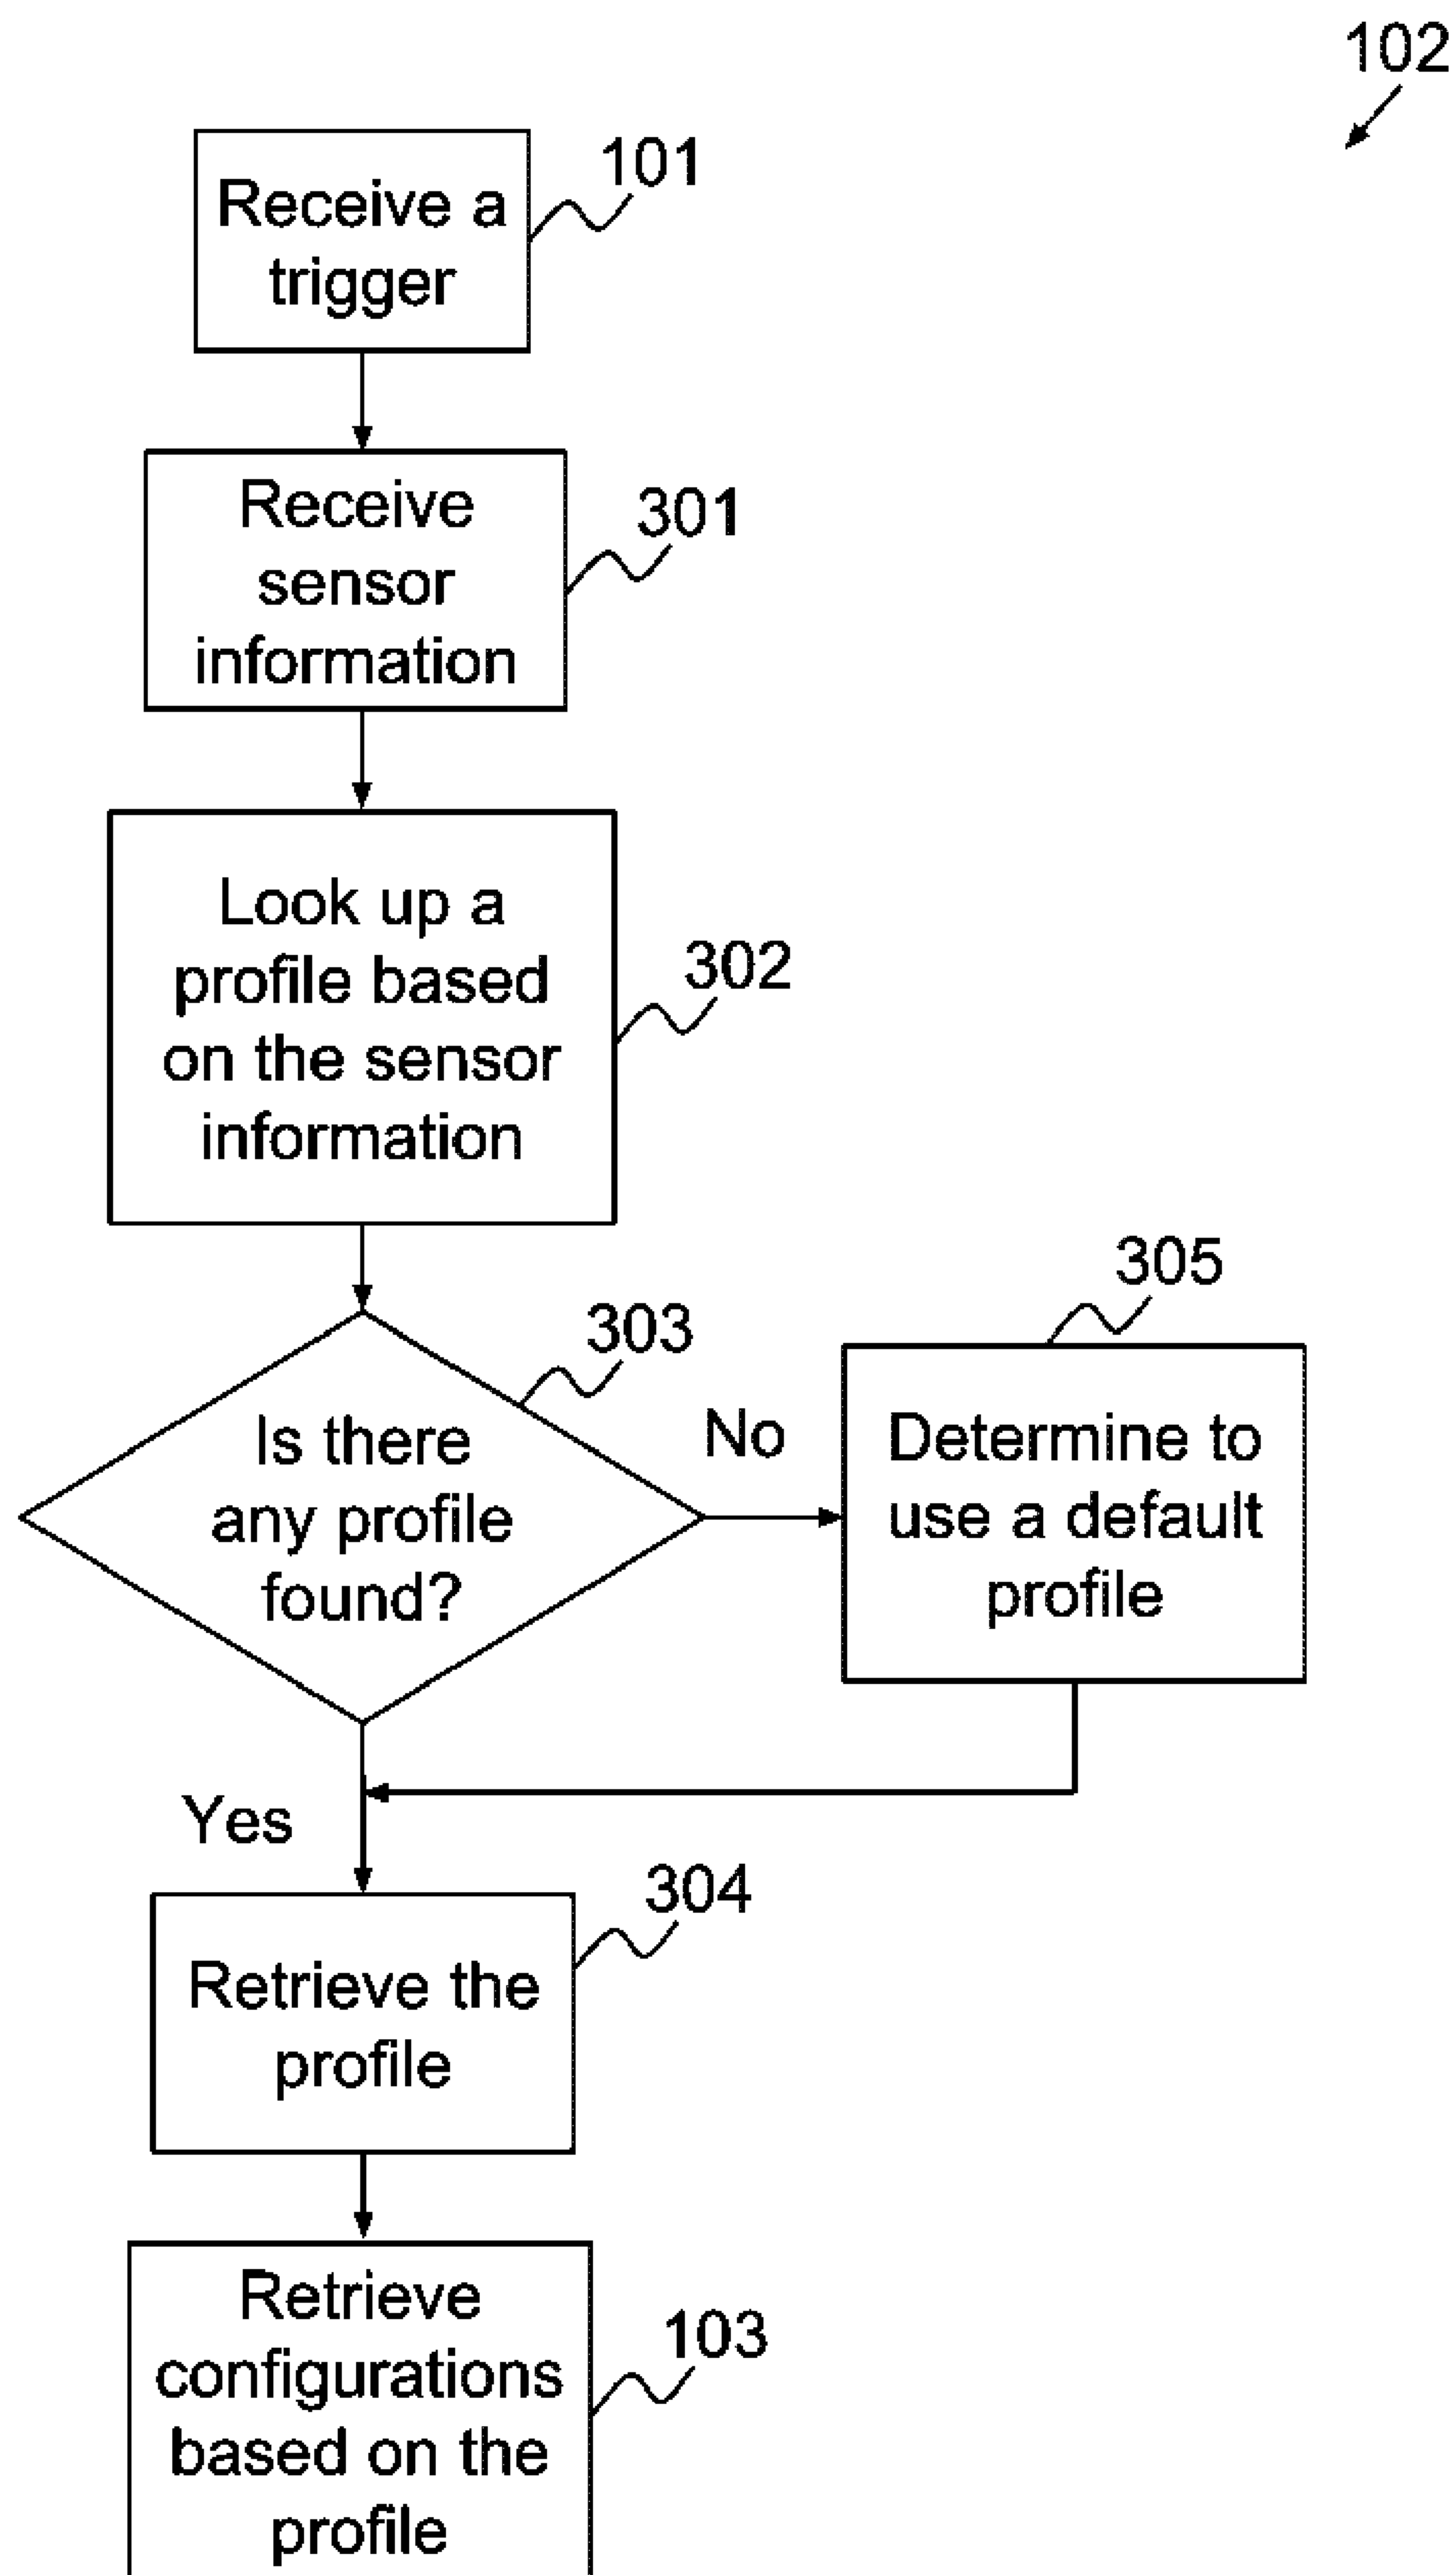 102
Receive a
trigger
101
Receive
sensor
information
301
Look up a
profile based
on the sensor
information
302
Is there
any profile
found?
303
No
Determine to
use a default
profile
305
Yes
Retrieve the
profile
304
Retrieve
configurations
based on the
profile
103